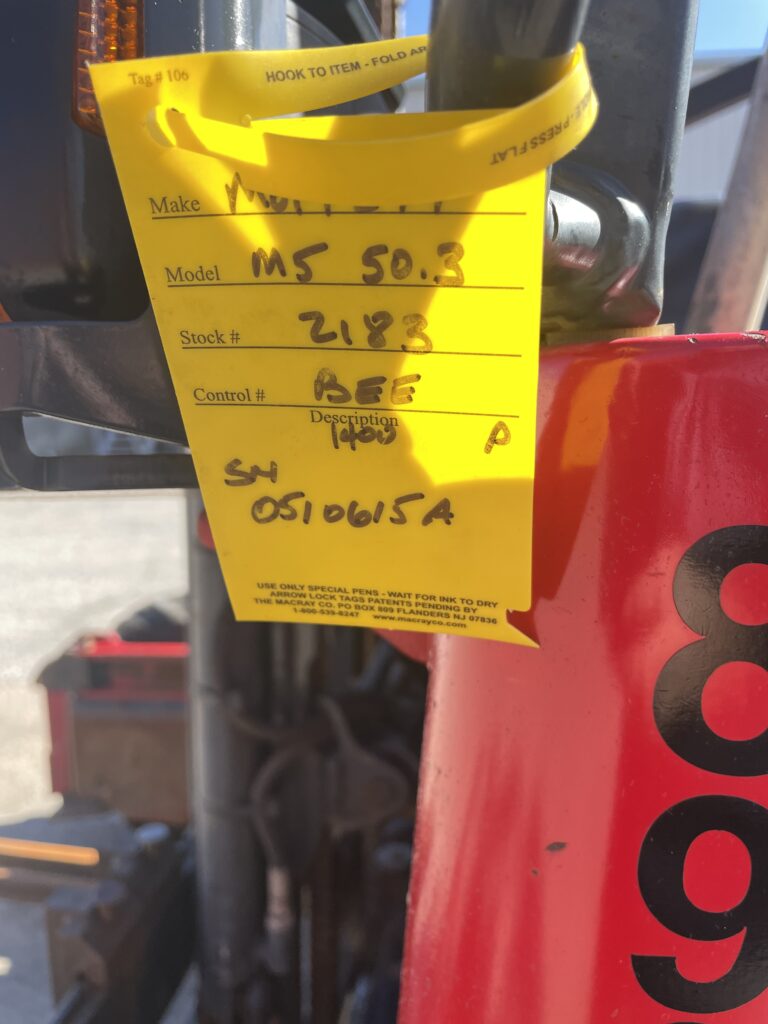 Tag # 106
HOOK TO ITEM - FOLD AR
PRESS FLAT
Make
Model M5 50.3
Stock # 2183
Control # BEE
Description
1400 P
SN
0510615A
USE ONLY SPECIAL PENS - WAIT FOR INK TO DRY
ARROW LOCK TAGS PATENTS PENDING BY
THE MACRAY CO. PO BOX 809 FLANDERS NJ 07836
1-800-539-8247 www.macrayco.com
8
9